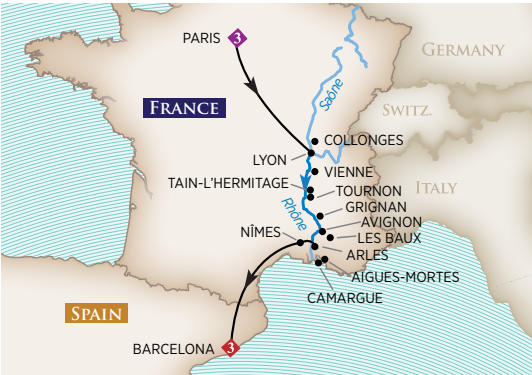 PARIS
3
GERMANY
FRANCE
Saône
SWITZ.
COLLONGES
LYON
VIENNE
TAIN-L'HERMITAGE
TOURNON
ITALY
Rhône
GRIGNAN
AVIGNON
NÎMES
LES BAUX
ARLES
AIGUES-MORTES
CAMARGUE
SPAIN
BARCELONA
3